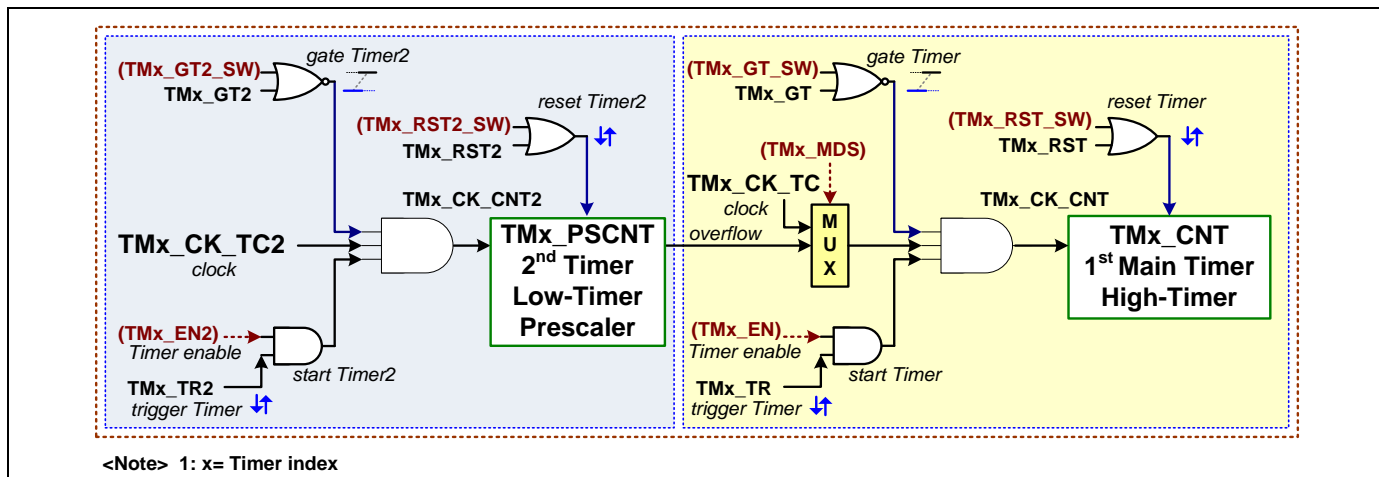 gate Timer2
(TMx_GT2_SW)
TMx_GT2
reset Timer2
(TMx_RST2_SW)
TMx_RST2
TMx_CK_CNT2
TMx_CK_TC2
clock
TMx_PSCNT
2nd Timer
Low-Timer
Prescaler
(TMx_EN2)
Timer enable
start Timer2
TMx_TR2
trigger Timer
gate Timer
(TMx_GT_SW)
TMx_GT
reset Timer
(TMx_RST_SW)
TMx_RST
(TMx_MDS)
TMx_CK_TC
clock
overflow
M
U
X
TMx_CK_CNT
TMx_CNT
1st Main Timer
High-Timer
(TMx_EN)
Timer enable
start Timer
TMx_TR
trigger Timer
<Note> 1: x= Timer index